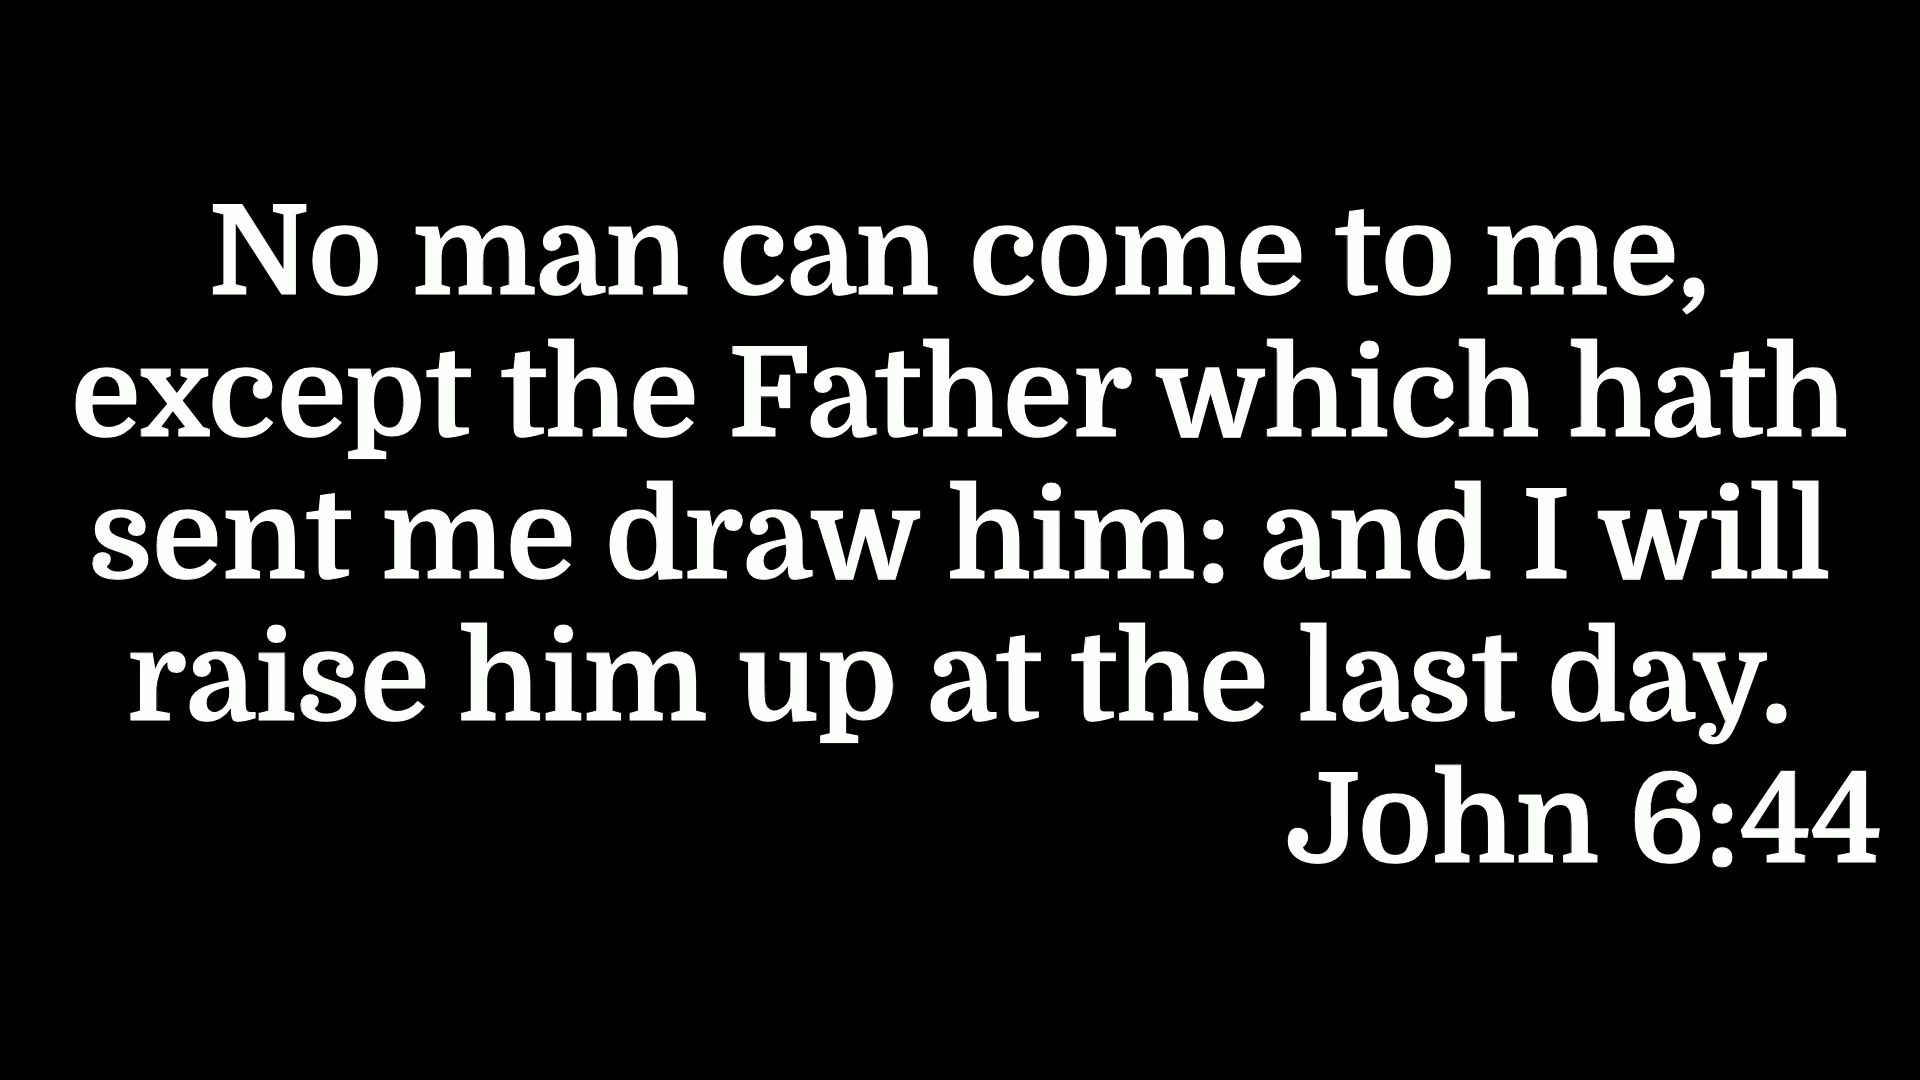 No man can come to me,
except the Father which hath
sent me draw him: and I will
raise him up at the last day.
John 6:44